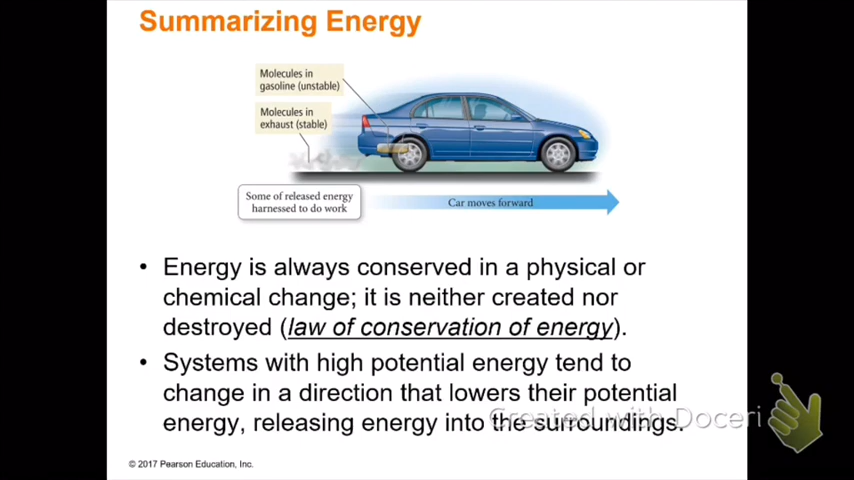 Summarizing Energy
Molecules in
gasoline (unstable)
Molecules in
exhaust (stable)
Some of released energy
harnessed to do work
Car moves forward
• Energy is always conserved in a physical or
chemical change; it is neither created nor
destroyed (law of conservation of energy).
• Systems with high potential energy tend to
change in a direction that lowers their potential
energy, releasing energy into the surroundings.
Created with Doceri
© 2017 Pearson Education, Inc.